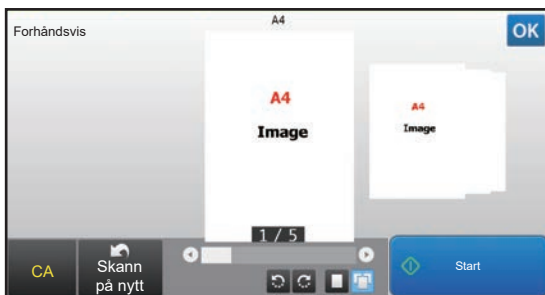 A4
Forhåndsvis
OK
A4
Image
A4
Image
1 / 5
CA
Skann
på nytt
Start